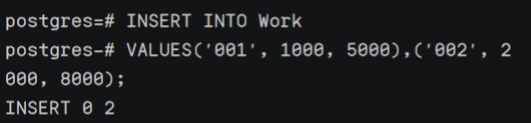 postgres=# INSERT INTO Work
postgres-# VALUES('001', 1000, 5000),('002', 2
000, 8000);
INSERT 0 2